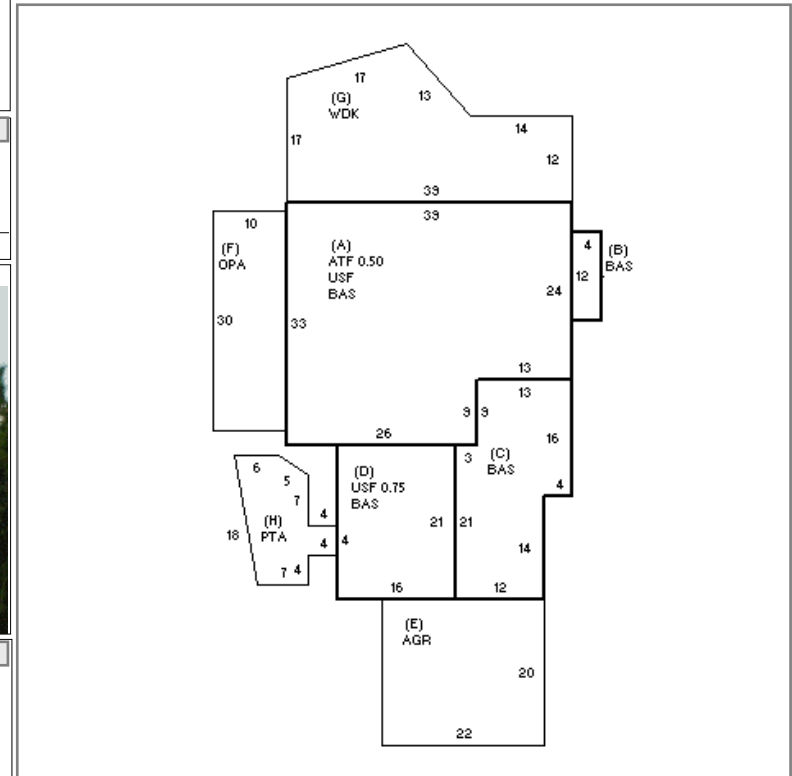 17
(G)
WDK
13
17
14
12
39
39
10
(F)
OPA
30
(A)
ATF 0.50
USF
BAS
33
24
4
(B)
BAS
12
13
13
9
9
26
16
3
(C)
BAS
4
6
5
7
4
18
(H)
PTA
4
4
7
4
(D)
USF 0.75
BAS
21
21
14
16
12
(E)
AGR
20
22